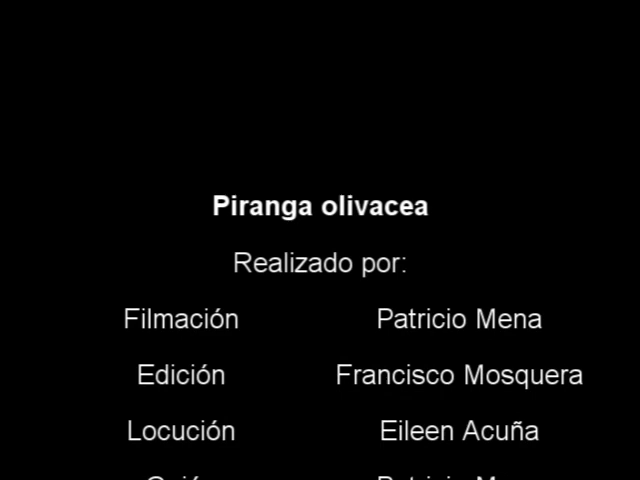 Piranga olivacea
Realizado por:
Filmación Patricio Mena
Edición Francisco Mosquera
Locución Eileen Acuña